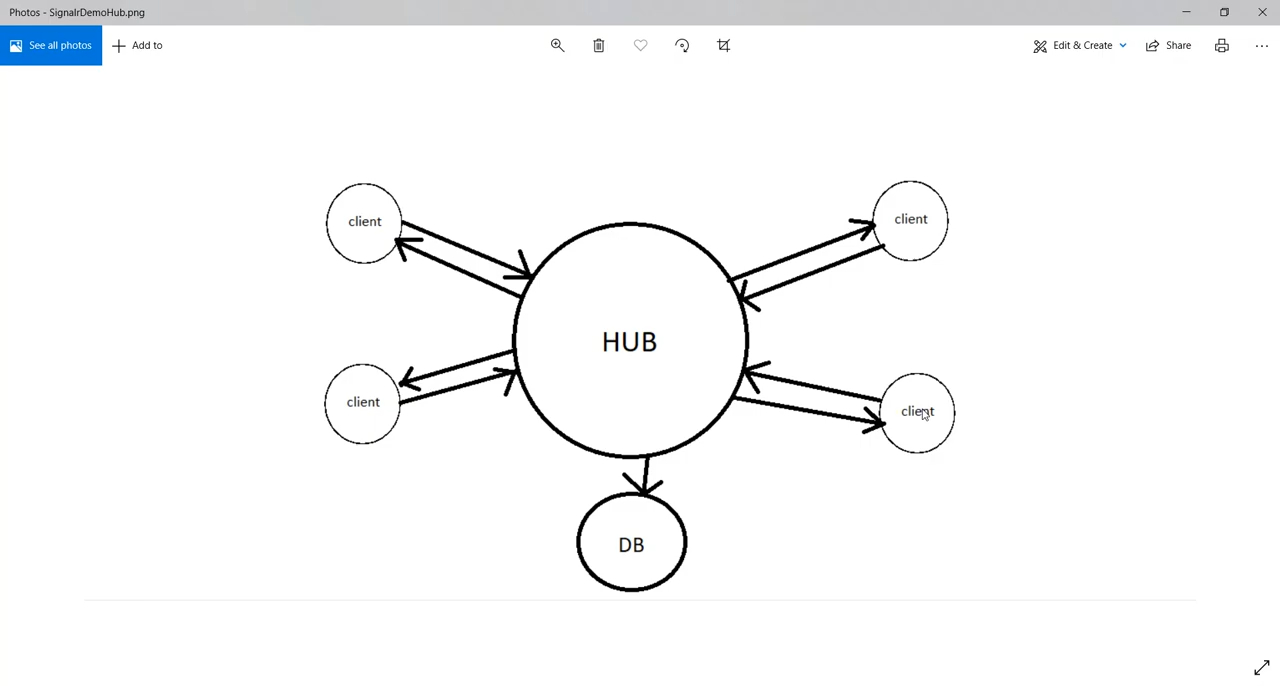 Photos - SignalrDemoHub.png
See all photos
Add to
Edit & Create
Share
client
client
HUB
client
client
DB